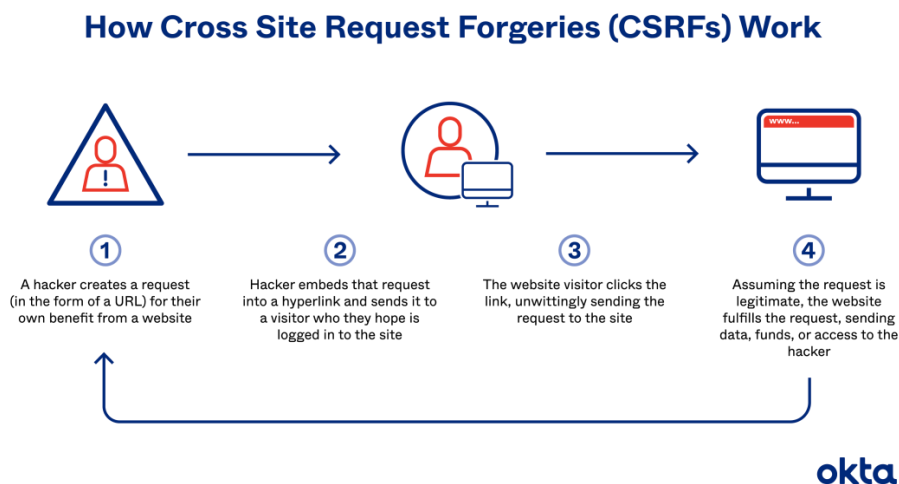 How Cross Site Request Forgeries (CSRFs) Work
!
www...
1
A hacker creates a request
(in the form of a URL) for their
own benefit from a website
2
Hacker embeds that request
into a hyperlink and sends it to
a visitor who they hope is
logged in to the site
3
The website visitor clicks the
link, unwittingly sending the
request to the site
4
Assuming the request is
legitimate, the website
fulfills the request, sending
data, funds, or access to the
hacker
okta